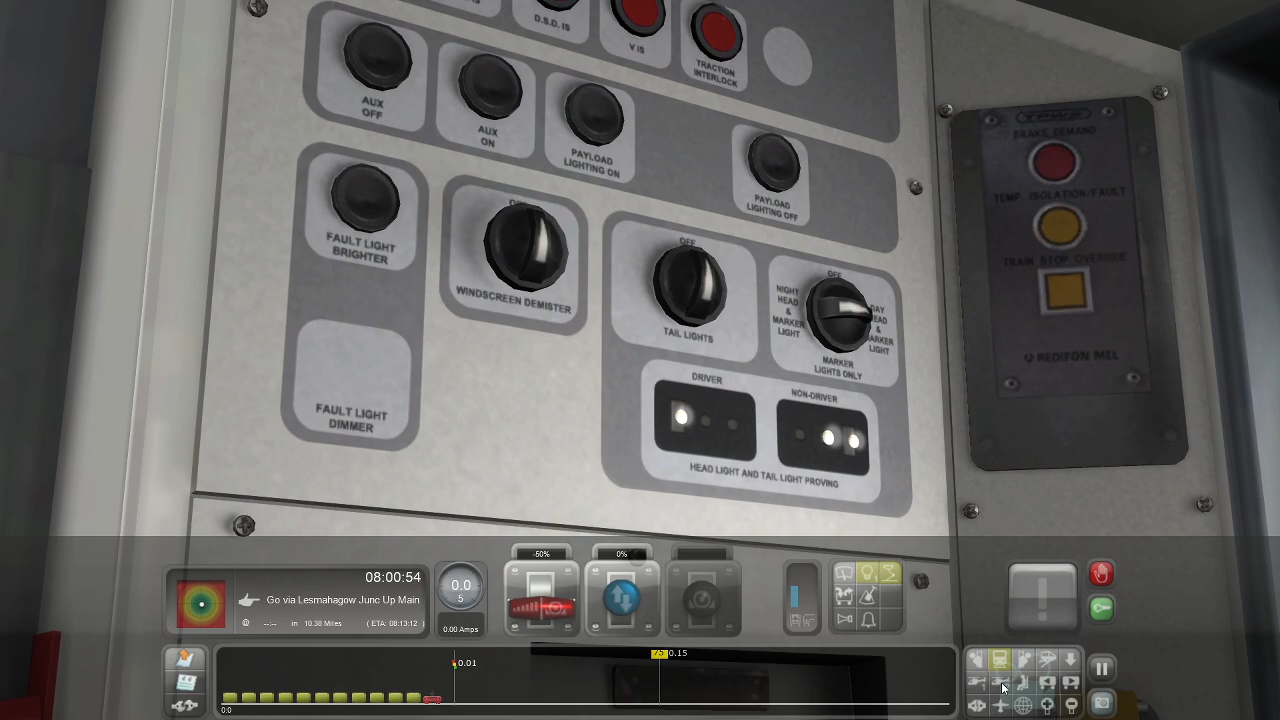 D.S.D. IS
V IS
TRACTION
INTERLOCK
AUX
OFF
AUX
ON
PAYLOAD
LIGHTING ON
PAYLOAD
LIGHTING OFF
FAULT LIGHT
BRIGHTER
OFF
WINDSCREEN DEMISTER
OFF
TAIL LIGHTS
OFF
NIGHT
HEAD
&
MARKER
LIGHT
DAY
HEAD
&
MARKER
LIGHT
MARKER
LIGHTS ONLY
FAULT LIGHT
DIMMER
DRIVER
NON-DRIVER
HEAD LIGHT AND TAIL LIGHT PROVING
TPWS
BRAKE DEMAND
TEMP. ISOLATION/FAULT
TRAIN STOP OVERRIDE
REDIFON MEL
08:00:54
Go via Lesmahagow Junc Up Main
@ --:-- in 10.38 Miles ( ETA: 08:13:12 )
0.0
5
0.00 Amps
-50%
0%
0.01
75 0.15
0:0